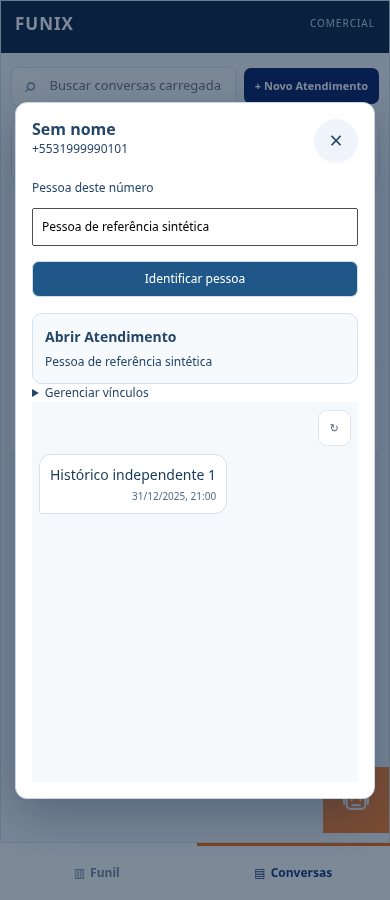 FUNIX
COMERCIAL
Buscar conversas carregada
+ Novo Atendimento
Sem nome
+5531999990101
Pessoa deste número
Pessoa de referência sintética
Identificar pessoa
Abrir Atendimento
Pessoa de referência sintética
Gerenciar vínculos
Histórico independente 1
31/12/2025, 21:00
Funil
Conversas